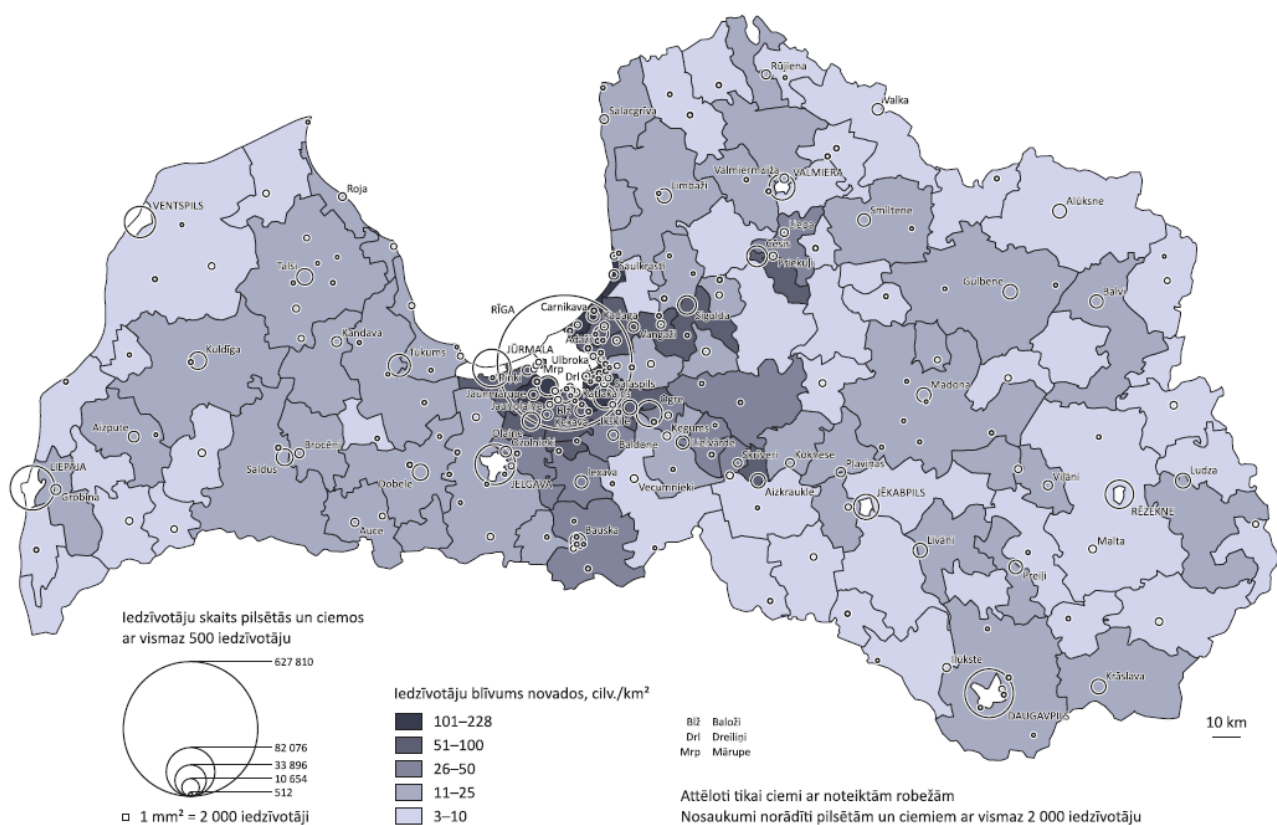 Rūjiena
Valka
Salacgrīva
Valmiermuiža
VALMIERA
Limbaži
Roja
VENTSPILS
Smiltene
Alūksne
Liepa
Cēsis
Priekuļi
Talsi
Saulkrasti
Gulbene
Balvi
RĪGA
Carnikava
Kadaga
Sigulda
Vangaži
Ādaži
Kandava
Kuldīga
Tukums
JŪRMALA
Ulbroka
Piņķi
Mrp
Drl
Salaspils
Madona
Jaunmārupe
Blž
Ķekava
Ikšķile
Ogre
Aizpute
Olaine
Ozolnieki
Baldone
Ķegums
Lielvārde
Saldus
Brocēni
Skrīveri
Koknese
Pļaviņas
LIEPĀJA
Grobiņa
Dobele
JELGAVA
Iecava
Vecumnieki
Aizkraukle
JĒKABPILS
Viļāni
Ludza
RĒZEKNE
Auce
Bauska
Līvāni
Malta
Preiļi
Ilūkste
Krāslava
DAUGAVPILS
Iedzīvotāju skaits pilsētās un ciemos
ar vismaz 500 iedzīvotāju
627 810
82 076
33 896
10 654
512
1 mm² = 2 000 iedzīvotāji
Iedzīvotāju blīvums novados, cilv./km²
101–228
51–100
26–50
11–25
3–10
Blž Baloži
Drl Dreiliņi
Mrp Mārupe
10 km
Attēloti tikai ciemi ar noteiktām robežām
Nosaukumi norādīti pilsētām un ciemiem ar vismaz 2 000 iedzīvotāju